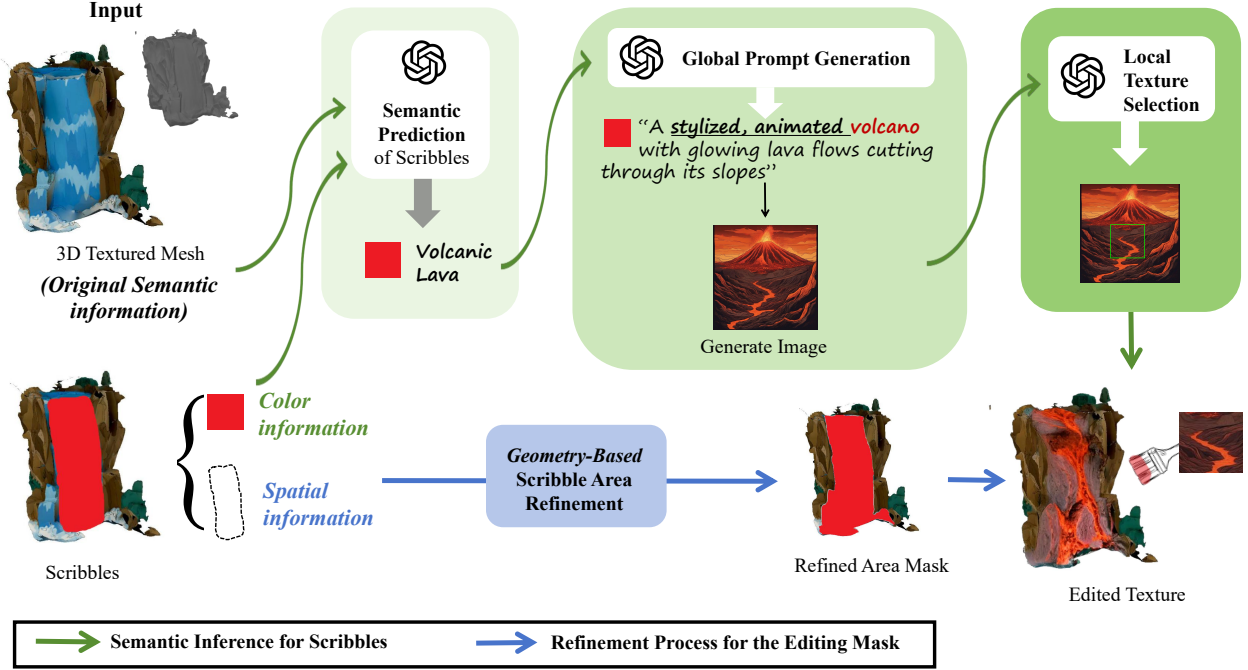 Input
3D Textured Mesh
(Original Semantic
information)
Semantic
Prediction
of Scribbles
Volcanic
Lava
Global Prompt Generation
“A stylized, animated volcano
with glowing lava flows cutting
through its slopes”
Generate Image
Local
Texture
Selection
Scribbles
Color
information
Spatial
information
Geometry-Based
Scribble Area
Refinement
Refined Area Mask
Edited Texture
Semantic Inference for Scribbles
Refinement Process for the Editing Mask